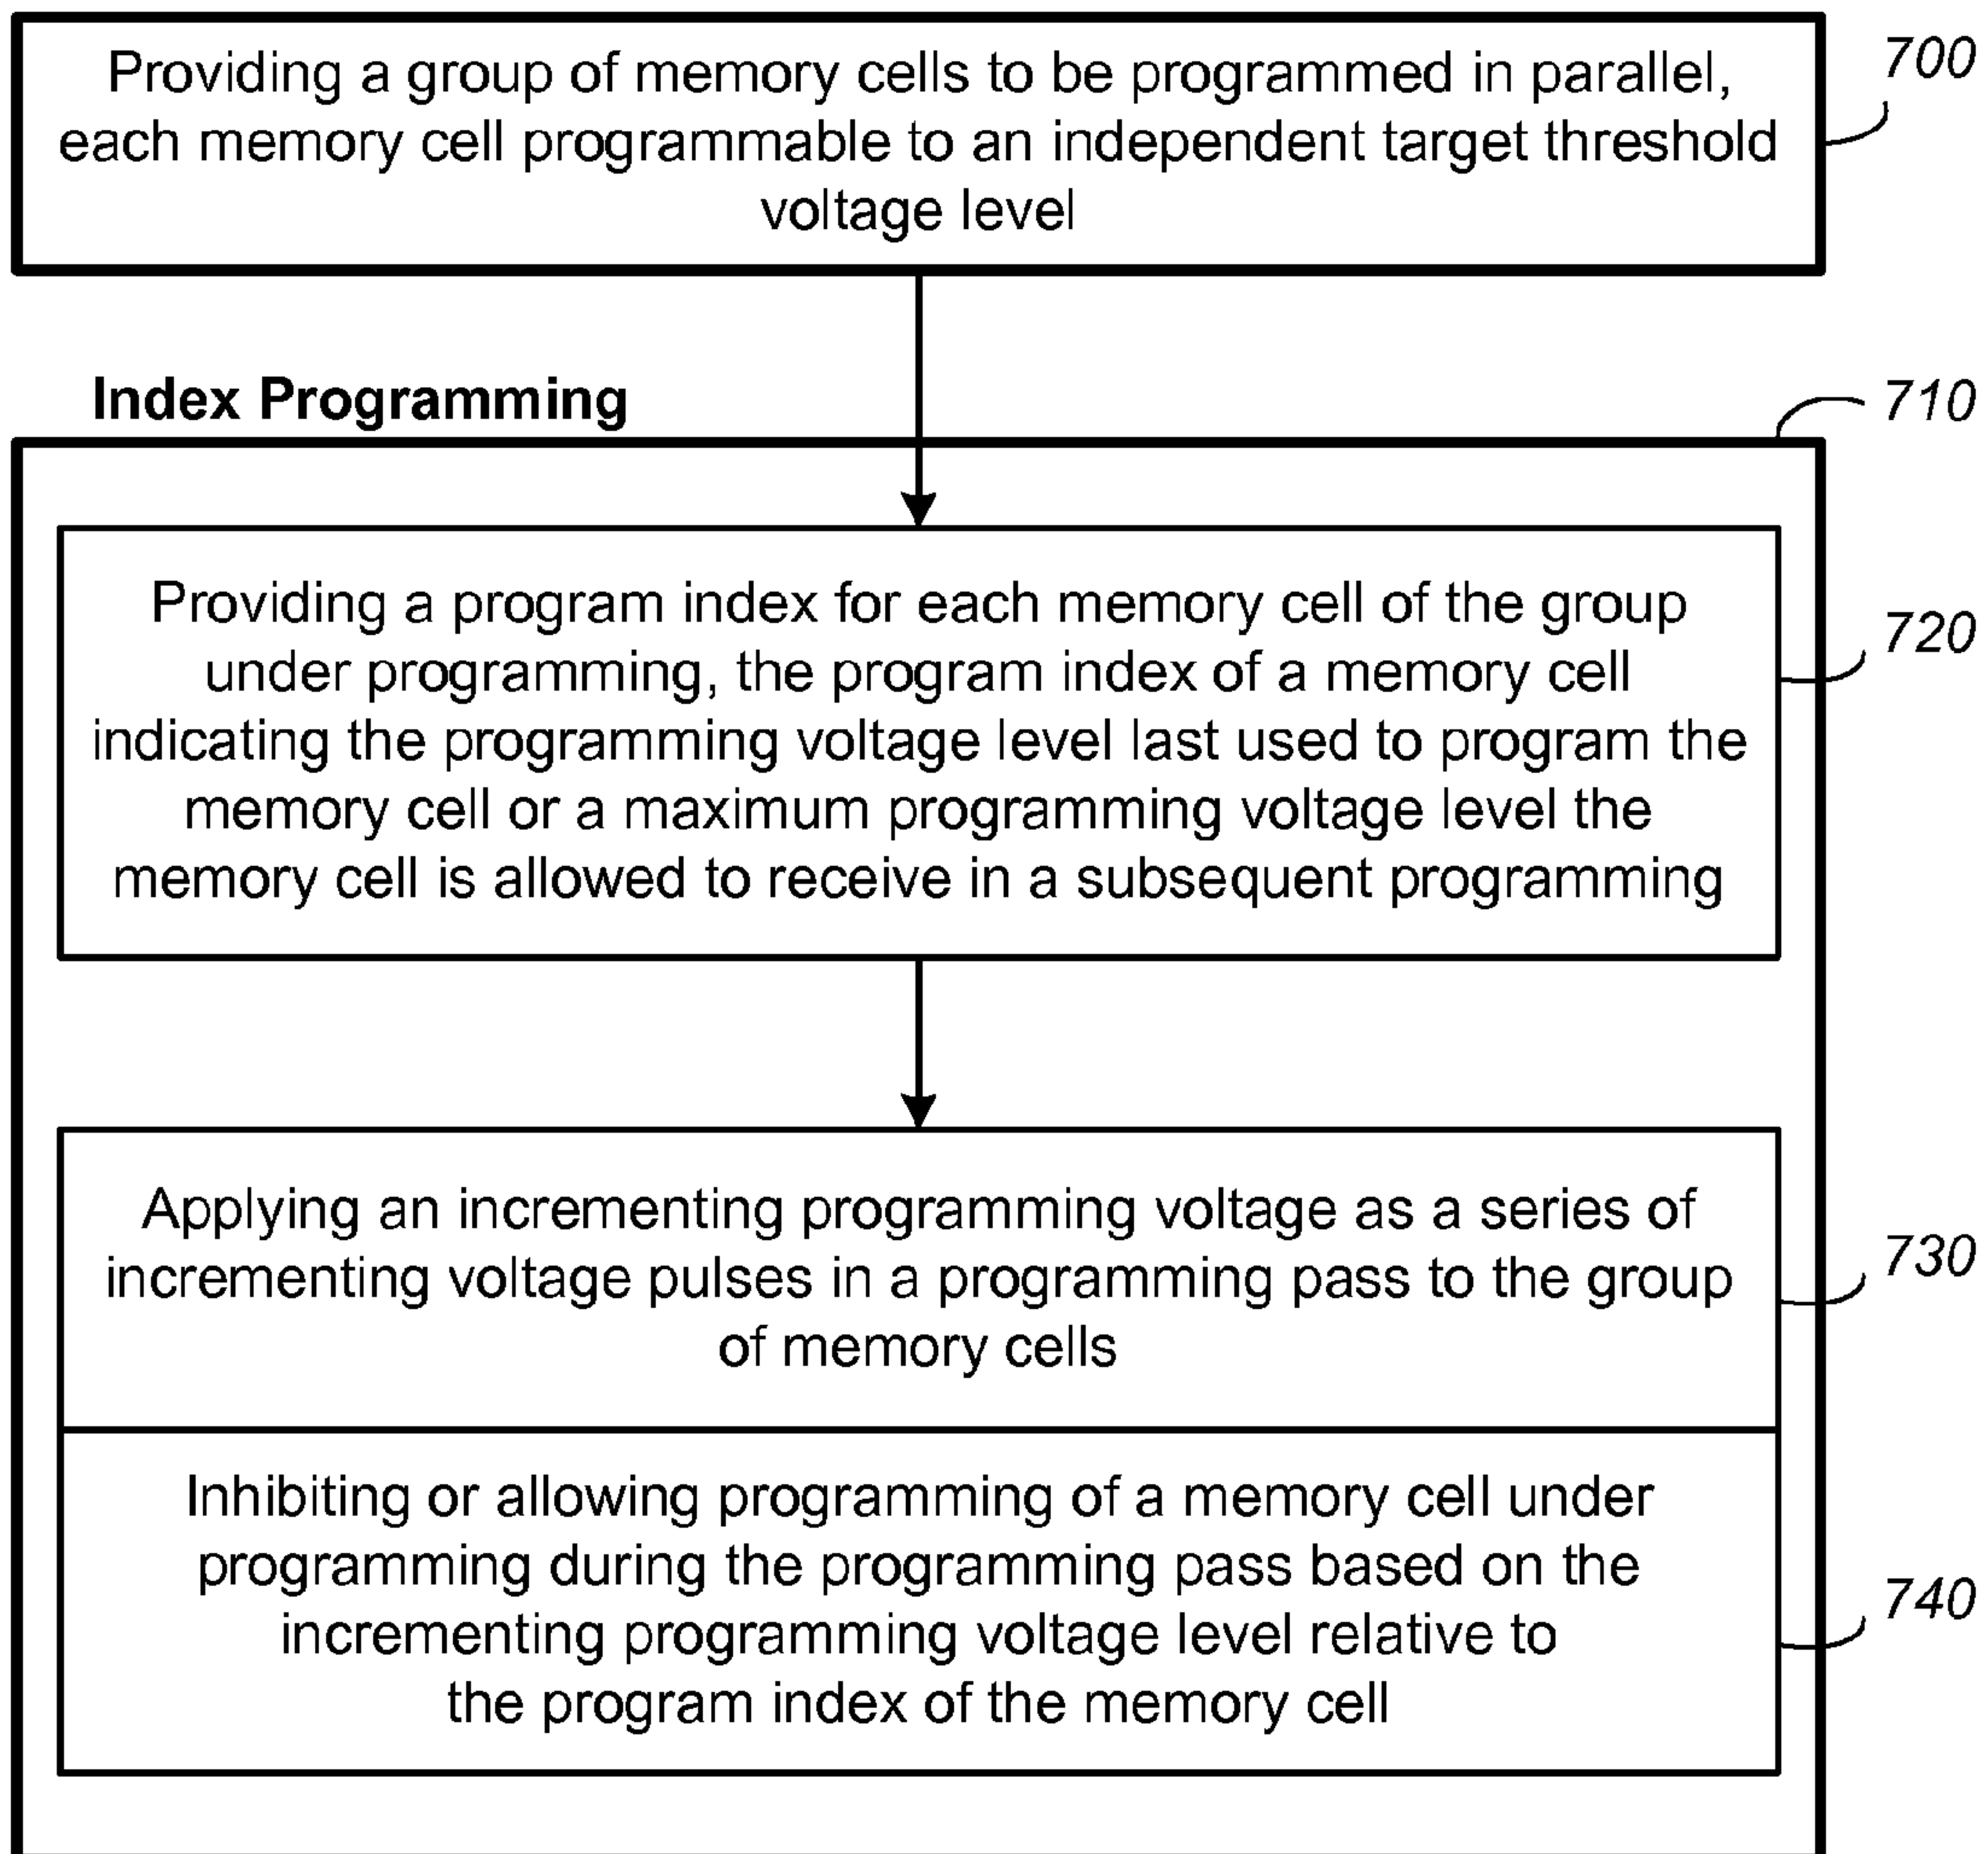 Providing a group of memory cells to be programmed in parallel,
each memory cell programmable to an independent target threshold
voltage level
700
Index Programming
710
Providing a program index for each memory cell of the group
under programming, the program index of a memory cell
indicating the programming voltage level last used to program the
memory cell or a maximum programming voltage level the
memory cell is allowed to receive in a subsequent programming
720
Applying an incrementing programming voltage as a series of
incrementing voltage pulses in a programming pass to the group
of memory cells
730
Inhibiting or allowing programming of a memory cell under
programming during the programming pass based on the
incrementing programming voltage level relative to
the program index of the memory cell
740